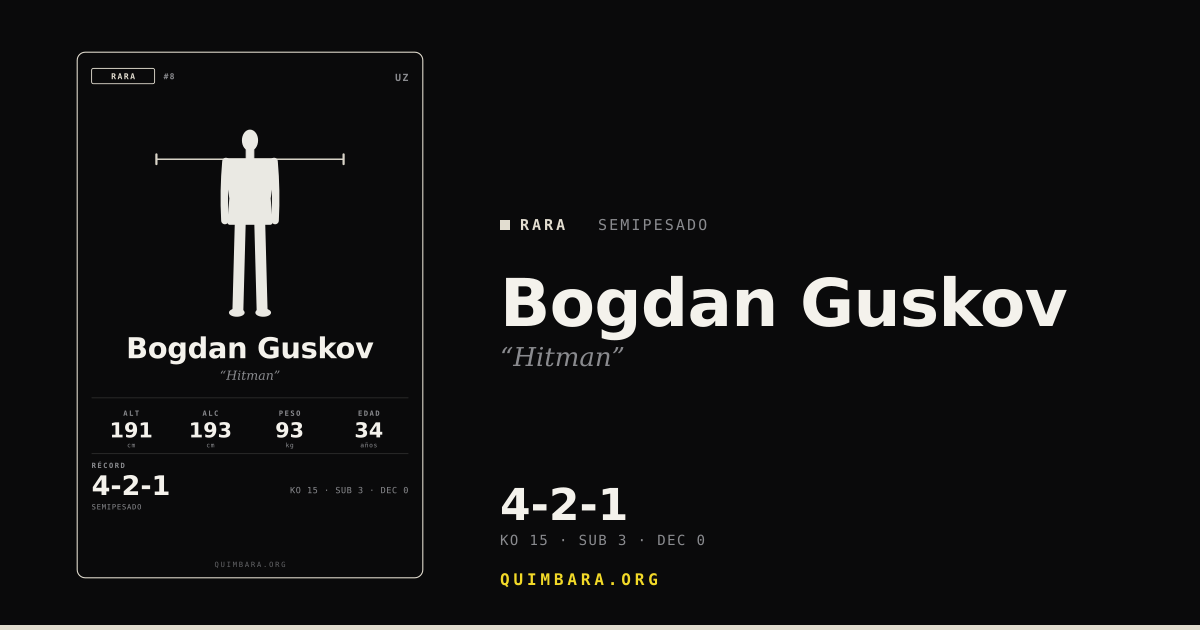 RARA #8 UZ
Bogdan Guskov
“Hitman”
ALT ALC PESO EDAD
191 193 93 34
cm cm kg años
RÉCORD
4-2-1
KO 15 · SUB 3 · DEC 0
SEMIPESADO
QUIMBARA.ORG
RARA SEMIPESADO
Bogdan Guskov
“Hitman”
4-2-1
KO 15 · SUB 3 · DEC 0
QUIMBARA.ORG